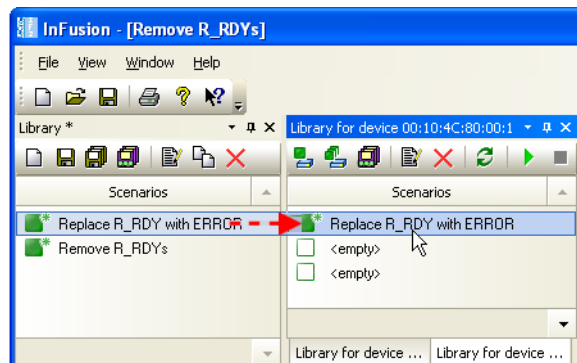 InFusion - [Remove R_RDYs]
File View Window Help
Library *
Library for device 00:10:4C:80:00:1
Scenarios
Scenarios
Replace R_RDY with ERROR
Replace R_RDY with ERROR
Remove R_RDYs
<empty>
<empty>
Library for device ...
Library for device ...